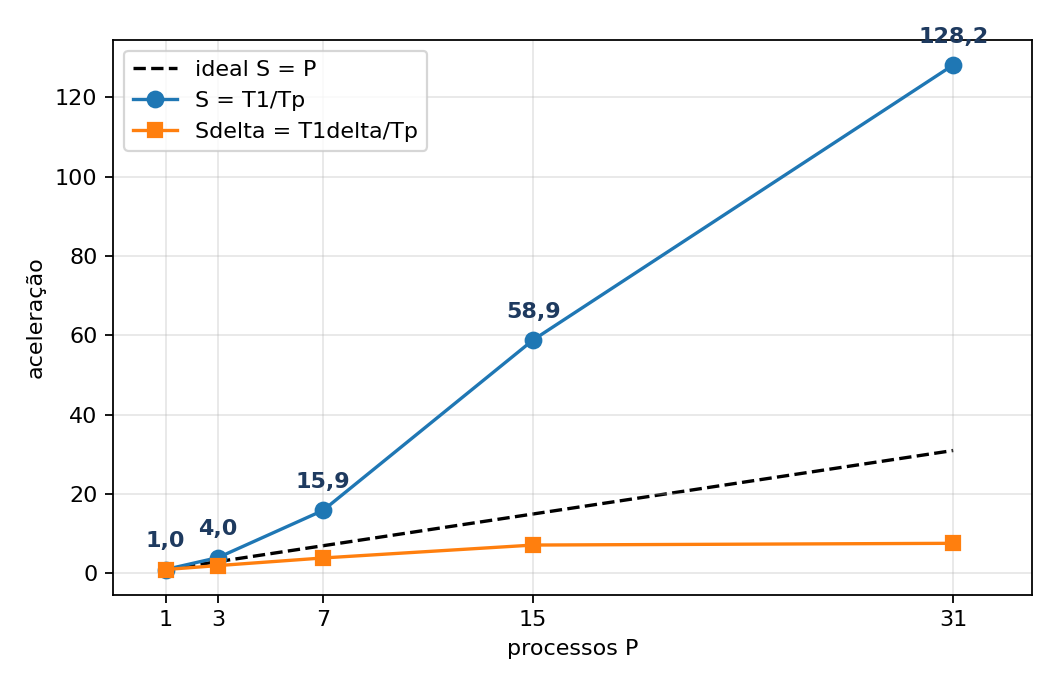 128,2
ideal S = P
S = T1/Tp
Sdelta = T1delta/Tp
120
100
80
60
40
20
0
aceleração
58,9
15,9
4,0
1,0
1 3 7 15 31
processos P